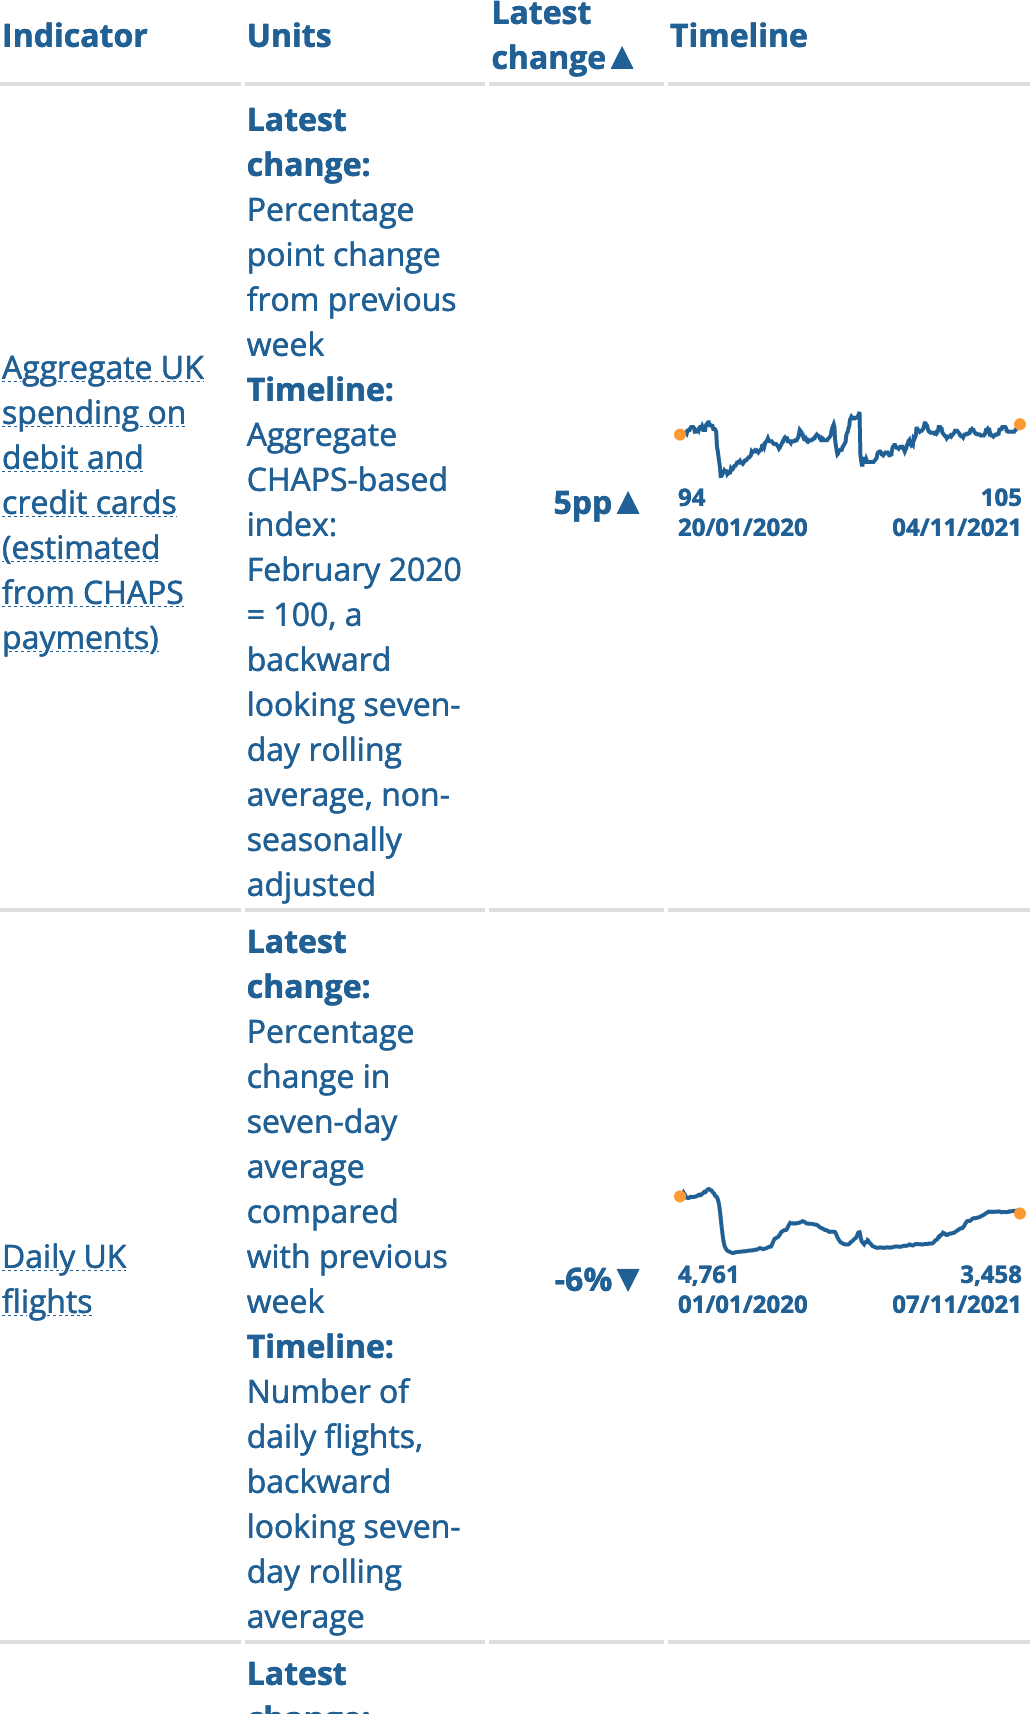 Indicator
Units
Latest
change▲
Timeline
Aggregate UK
spending on
debit and
credit cards
(estimated
from CHAPS
payments)
Latest
change:
Percentage
point change
from previous
week
Timeline:
Aggregate
CHAPS-based
index:
February 2020
= 100, a
backward
looking seven-
day rolling
average, non-
seasonally
adjusted
5pp▲
94
105
20/01/2020
04/11/2021
Daily UK
flights
Latest
change:
Percentage
change in
seven-day
average
compared
with previous
week
Timeline:
Number of
daily flights,
backward
looking seven-
day rolling
average
-6%▼
4,761
3,458
01/01/2020
07/11/2021
Latest
change: